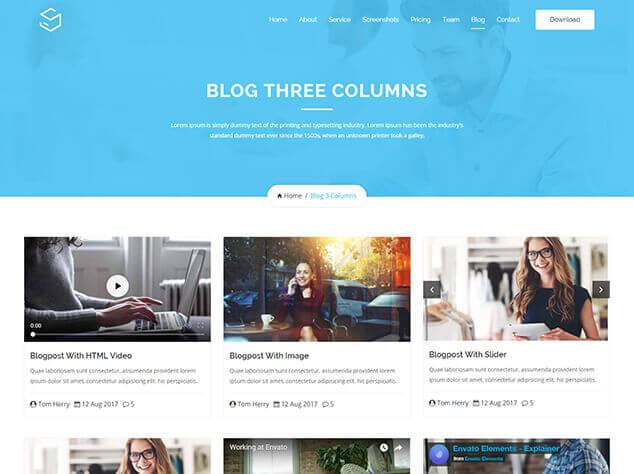 Home About Service Screenshots Pricing Team Blog Contact Download
BLOG THREE COLUMNS
Lorem Ipsum is simply dummy text of the printing and typesetting industry. Lorem Ipsum has been the industry's
standard dummy text ever since the 1500s, when an unknown printer took a galley.
Home / Blog 3 Columns
0:00
Blogpost With HTML Video
Quae laboriosam sunt consectetur, assumenda provident lorem
ipsum dolor sit amet, consectetur adipisicing elit, hic perspiciatis.
Tom Herry 12 Aug 2017 5
Blogpost With Image
Quae laboriosam sunt consectetur, assumenda provident lorem
ipsum dolor sit amet, consectetur adipisicing elit, hic perspiciatis.
Tom Herry 12 Aug 2017 5
Blogpost With Slider
Quae laboriosam sunt consectetur, assumenda provident lorem
ipsum dolor sit amet, consectetur adipisicing elit, hic perspiciatis.
Tom Herry 12 Aug 2017 5
Working at Envato
Envato Elements - Explainer
from Envato Elements